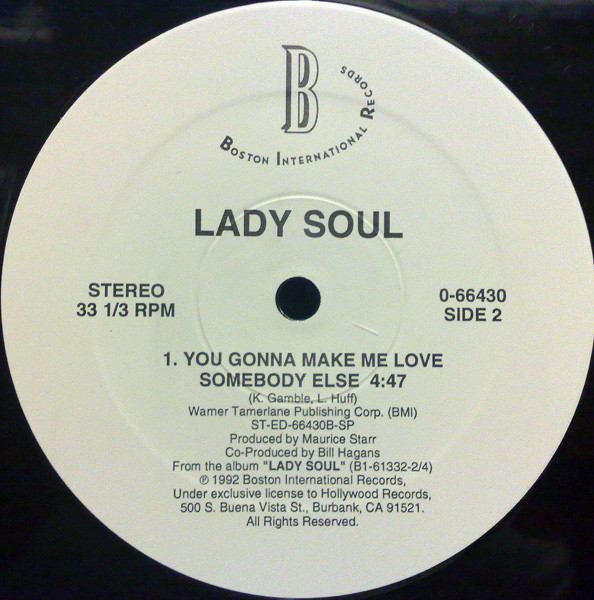 B
BOSTON INTERNATIONAL RECORDS
LADY SOUL
STEREO
33 1/3 RPM
0-66430
SIDE 2
1. YOU GONNA MAKE ME LOVE
SOMEBODY ELSE 4:47
(K. Gamble, L. Huff)
Warner Tamerlane Publishing Corp. (BMI)
ST-ED-66430B-SP
Produced by Maurice Starr
Co-Produced by Bill Hagans
From the album "LADY SOUL" (B1-61332-2/4)
℗ 1992 Boston International Records,
Under exclusive license to Hollywood Records,
500 S. Buena Vista St., Burbank, CA 91521.
All Rights Reserved.